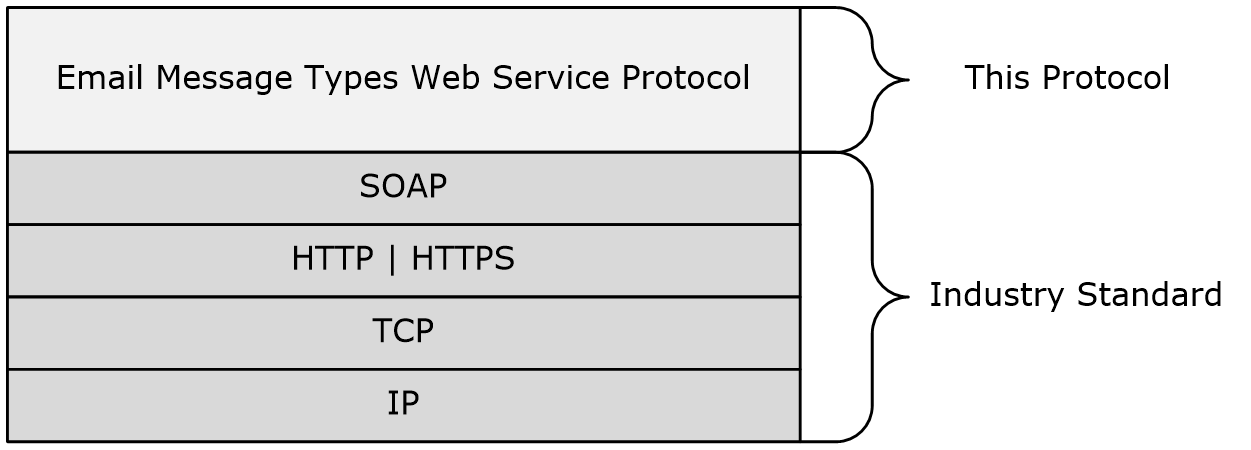 Email Message Types Web Service Protocol
This Protocol
SOAP
HTTP | HTTPS
Industry Standard
TCP
IP